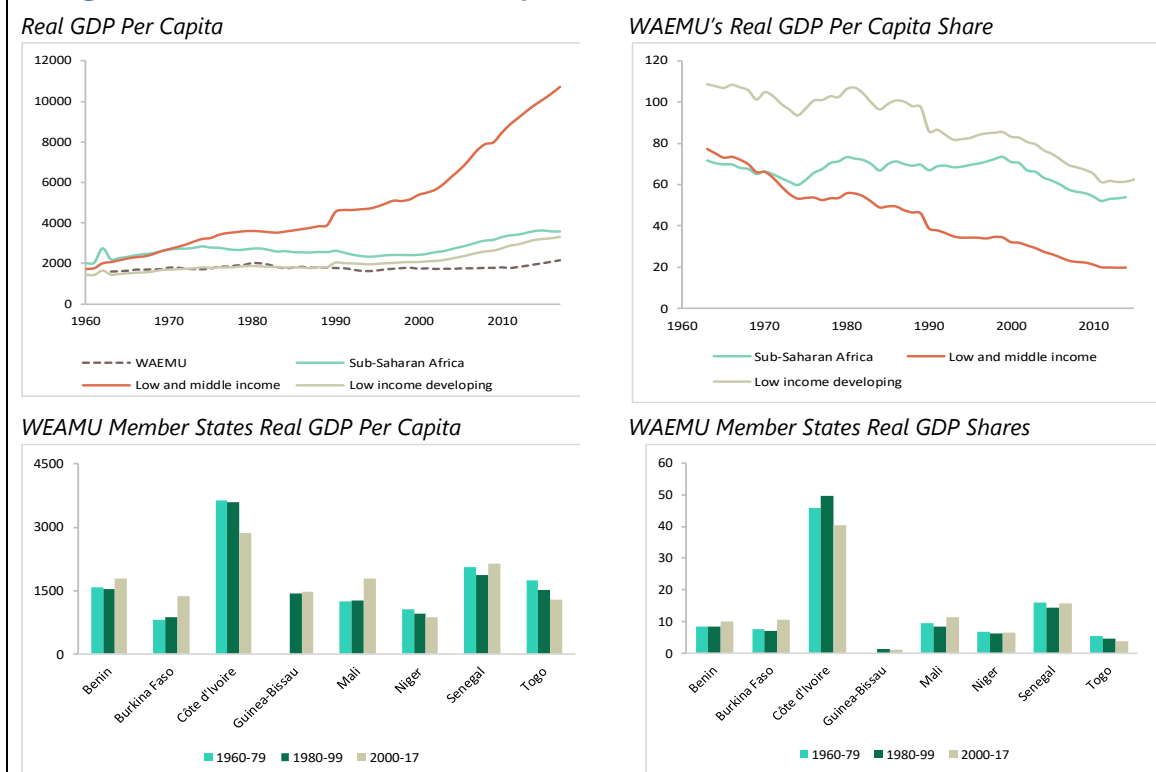 Real GDP Per Capita
12000
10000
8000
6000
4000
2000
0
1960 1970 1980 1990 2000 2010
WAEMU Sub-Saharan Africa
Low and middle income Low income developing
WAEMU's Real GDP Per Capita Share
120
100
80
60
40
20
0
1960 1970 1980 1990 2000 2010
Sub-Saharan Africa Low and middle income
Low income developing
WEAMU Member States Real GDP Per Capita
4500
3000
1500
0
Benin Burkina Faso Côte d'Ivoire Guinea-Bissau Mali Niger Senegal Togo
1960-79 1980-99 2000-17
WAEMU Member States Real GDP Shares
60
50
40
30
20
10
0
Benin Burkina Faso Côte d'Ivoire Guinea-Bissau Mali Niger Senegal Togo
1960-79 1980-99 2000-17